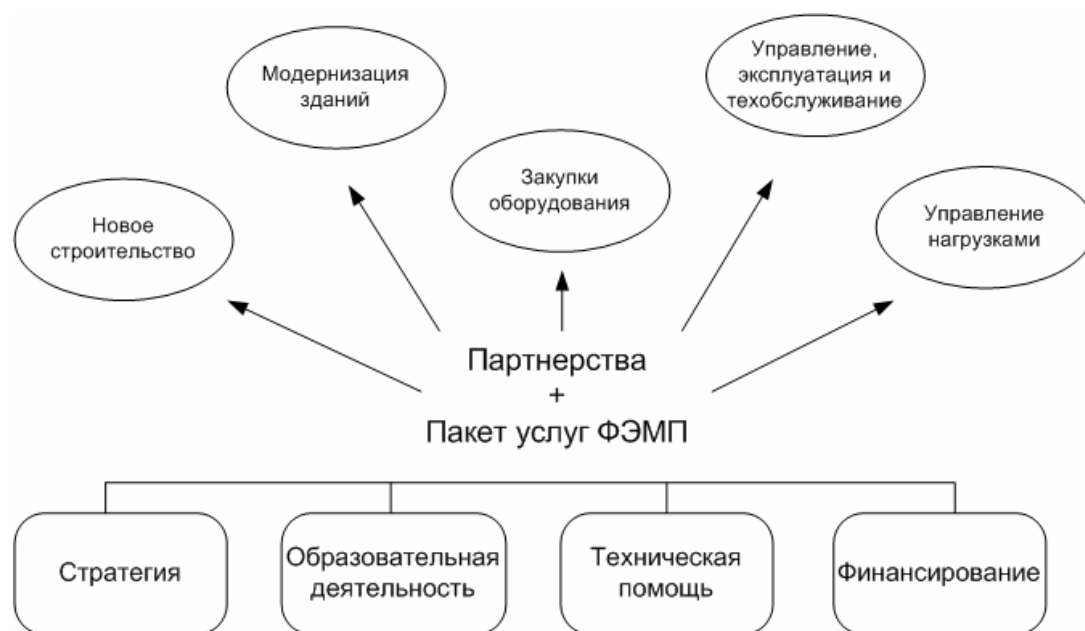 Модернизация
зданий
Управление,
эксплуатация и
техобслуживание
Закупки
оборудования
Новое
строительство
Управление
нагрузками
Партнерства
+
Пакет услуг ФЭМП
Стратегия
Образовательная
деятельность
Техническая
помощь
Финансирование